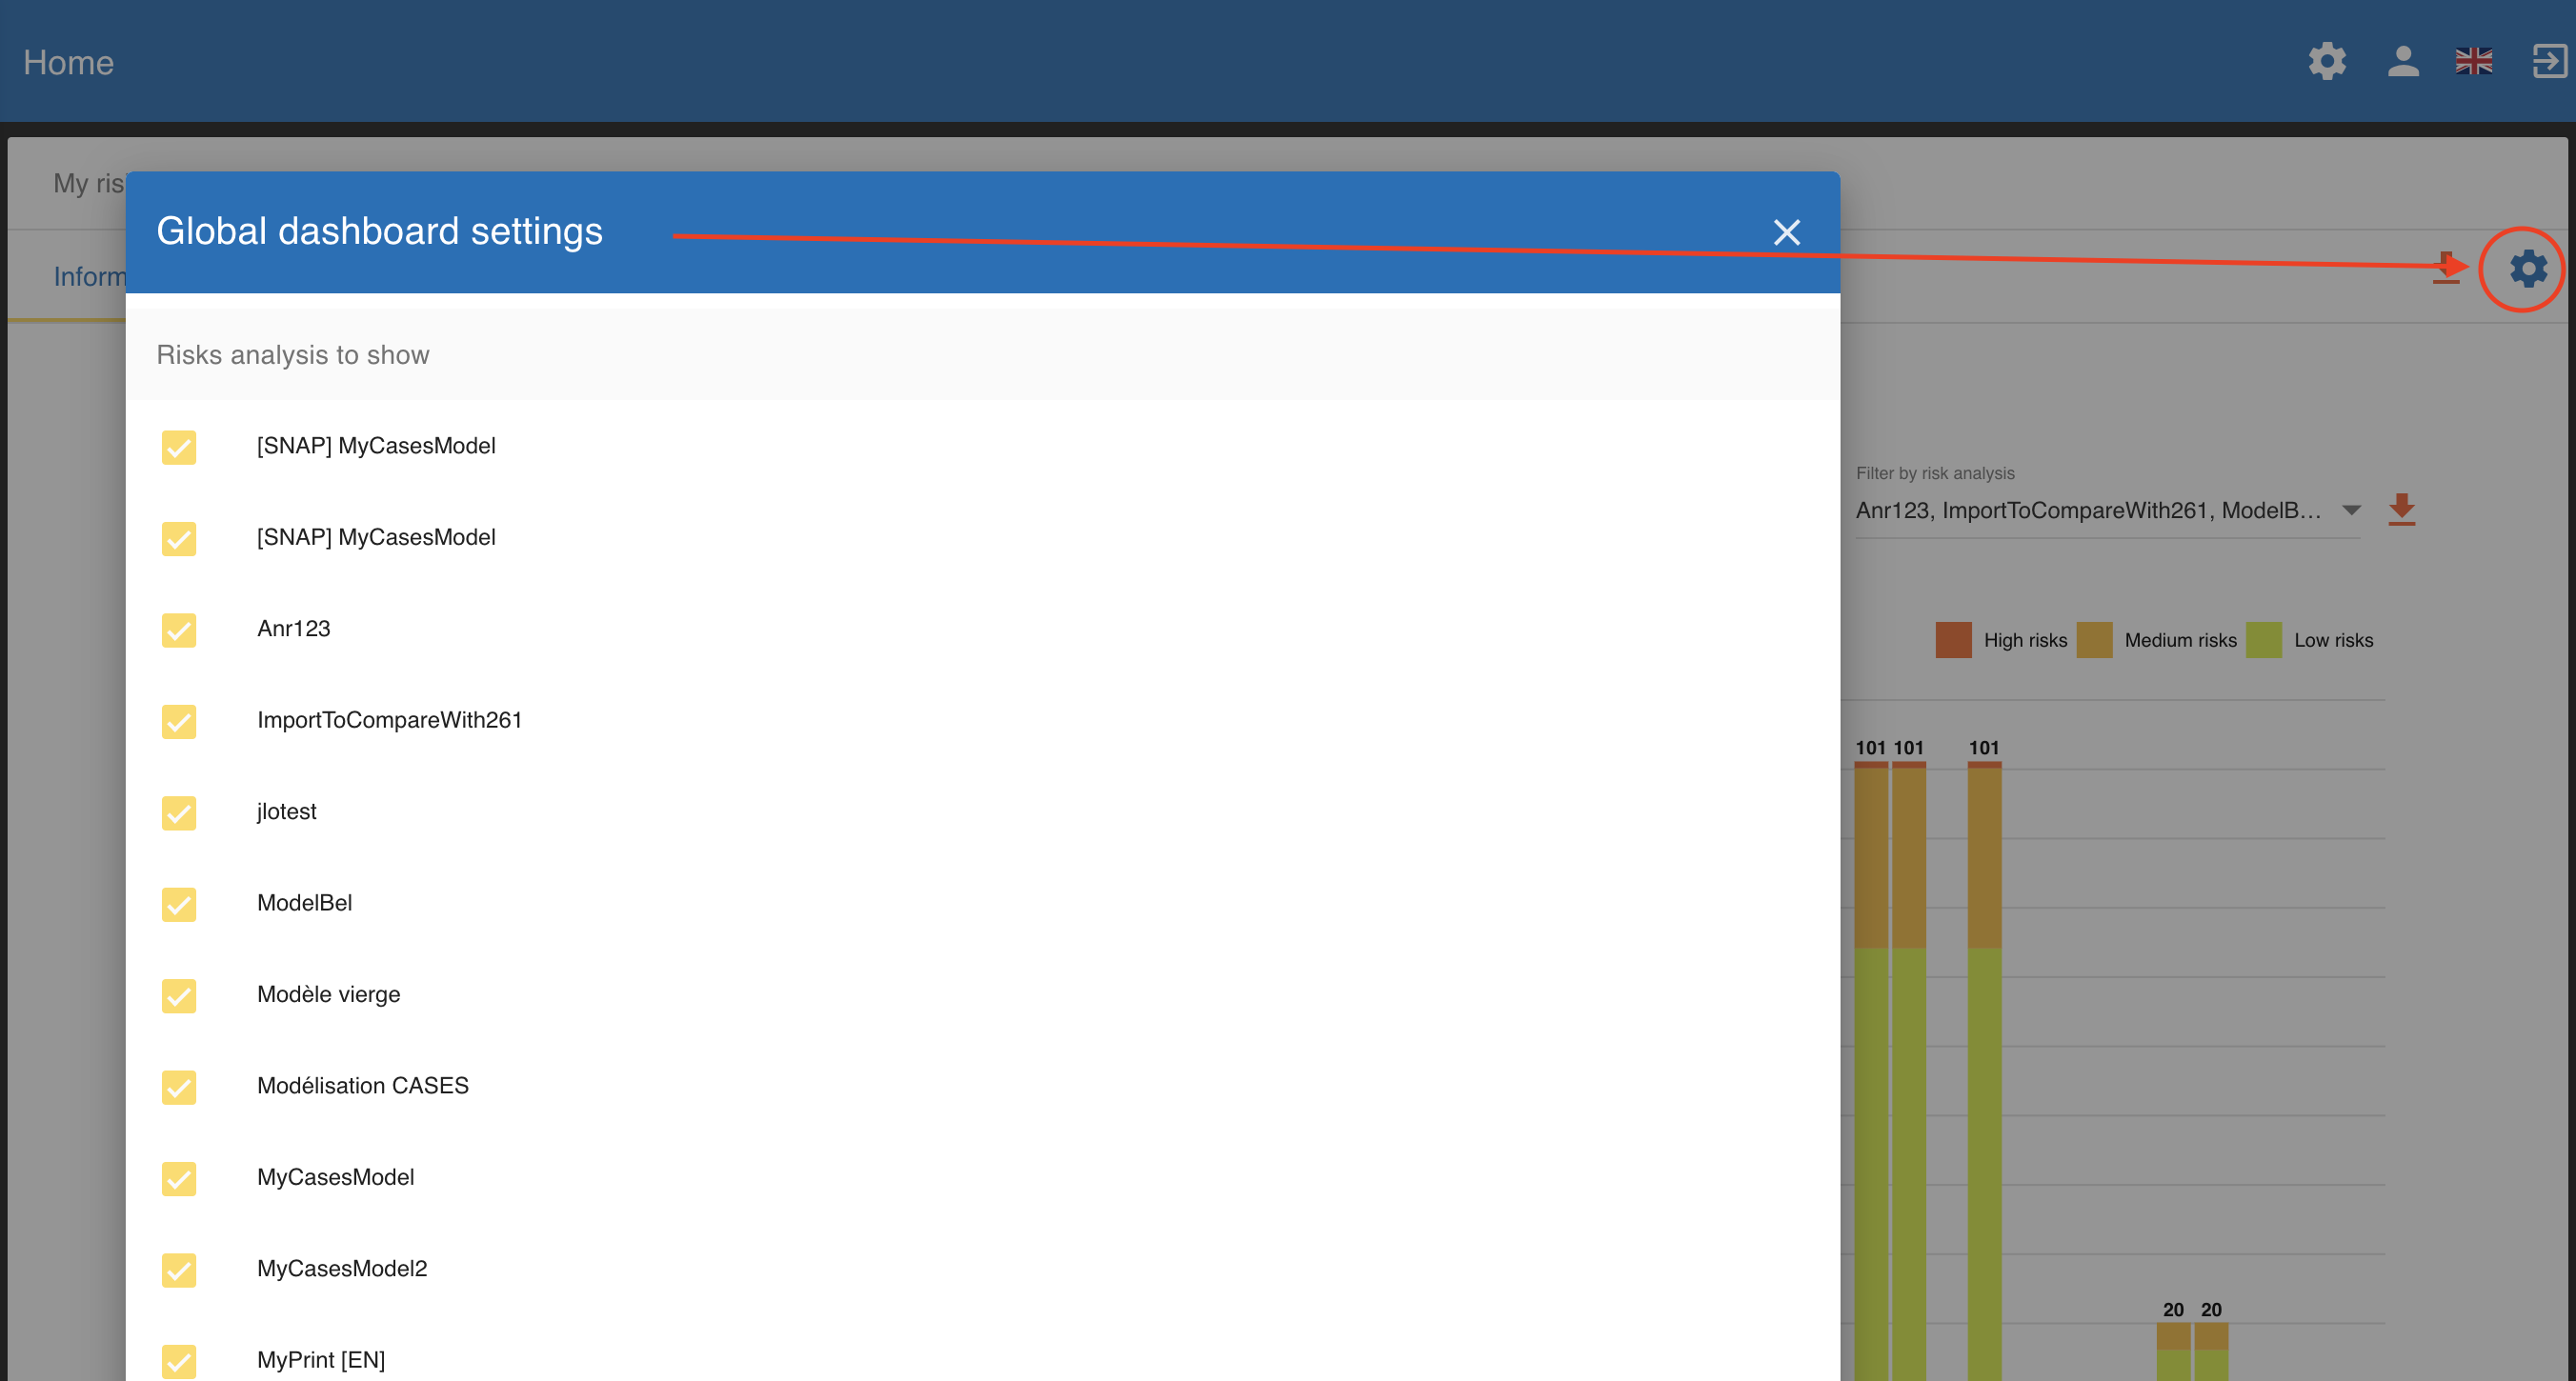 Home
My ris
Global dashboard settings
Inform
Risks analysis to show
[SNAP] MyCasesModel
Filter by risk analysis
Anr123, ImportToCompareWith261, ModelB...
[SNAP] MyCasesModel
Anr123
High risks Medium risks Low risks
ImportToCompareWith261
101 101 101
jlotest
ModelBel
Modèle vierge
Modélisation CASES
MyCasesModel
MyCasesModel2
20 20
MyPrint [EN]